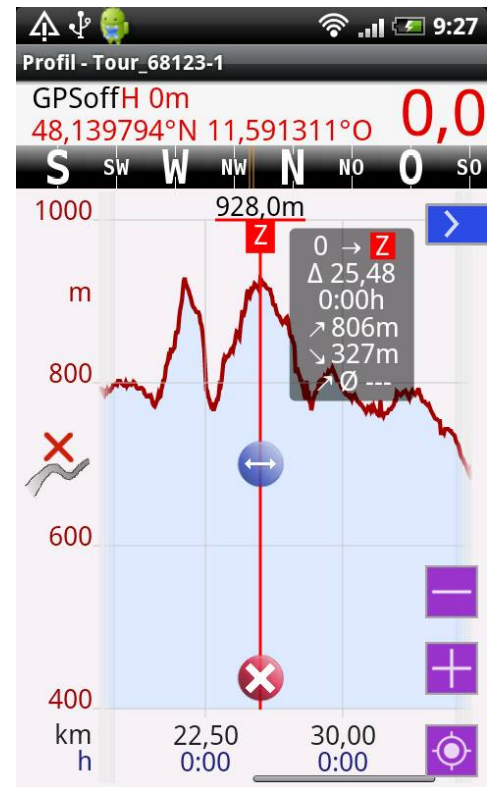 9:27
Profil - Tour_68123-1
GPSoffH 0m
48,139794°N 11,591311°O
0,0
S SW W NW N NO O SO
1000
928,0m
Z
0 → Z
Δ 25,48
0:00h
↗ 806m
↘ 327m
↗ Ø ---
m
800
600
400
km 22,50 30,00
h 0:00 0:00